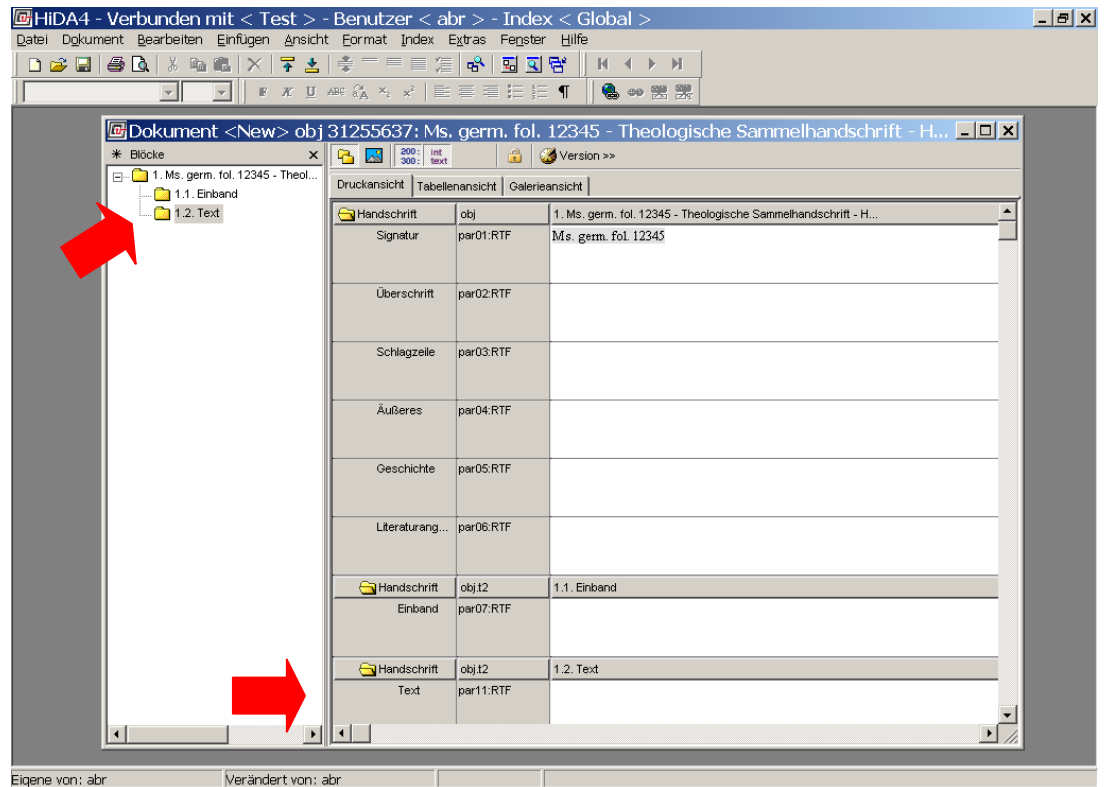 HiDA4 - Verbunden mit < Test > - Benutzer < abr > - Index < Global >
Datei Dokument Bearbeiten Einfügen Ansicht Format Index Extras Fenster Hilfe
F K U ABC
Dokument <New> obj 31255637: Ms. germ. fol. 12345 - Theologische Sammelhandschrift - H...
Blöcke
1. Ms. germ. fol. 12345 - Theol...
1.1. Einband
1.2. Text
200: int
300: text
Version >>
Druckansicht Tabellenansicht Galerieansicht
Handschrift obj 1. Ms. germ. fol. 12345 - Theologische Sammelhandschrift - H...
Signatur par01:RTF Ms. germ. fol. 12345
Überschrift par02:RTF
Schlagzeile par03:RTF
Äußeres par04:RTF
Geschichte par05:RTF
Literaturang... par06:RTF
Handschrift obj.t2 1.1. Einband
Einband par07:RTF
Handschrift obj.t2 1.2. Text
Text par11:RTF
Eigene von: abr Verändert von: abr